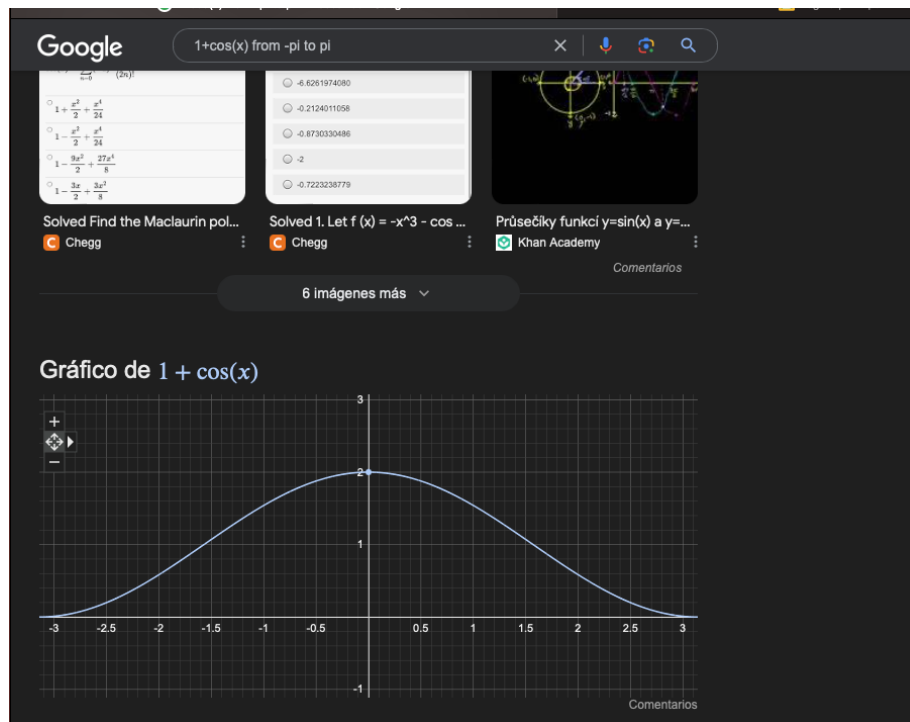 Google
1+cos(x) from -pi to pi
n=0 (2n)!
1 + x²/2 + x⁴/24
1 − x²/2 + x⁴/24
1 − 9x²/2 + 27x⁴/8
1 − 3x/2 + 3x²/8
-6.6261974080
-0.2124011058
-0.8730330486
-2
-0.7223238779
Solved Find the Maclaurin pol...
Chegg
Solved 1. Let f (x) = -x^3 - cos ...
Chegg
Průsečíky funkcí y=sin(x) a y=...
Khan Academy
Comentarios
6 imágenes más
Gráfico de 1 + cos(x)
+
−
3
2
1
-3 -2.5 -2 -1.5 -1 -0.5 0.5 1 1.5 2 2.5 3
-1
Comentarios